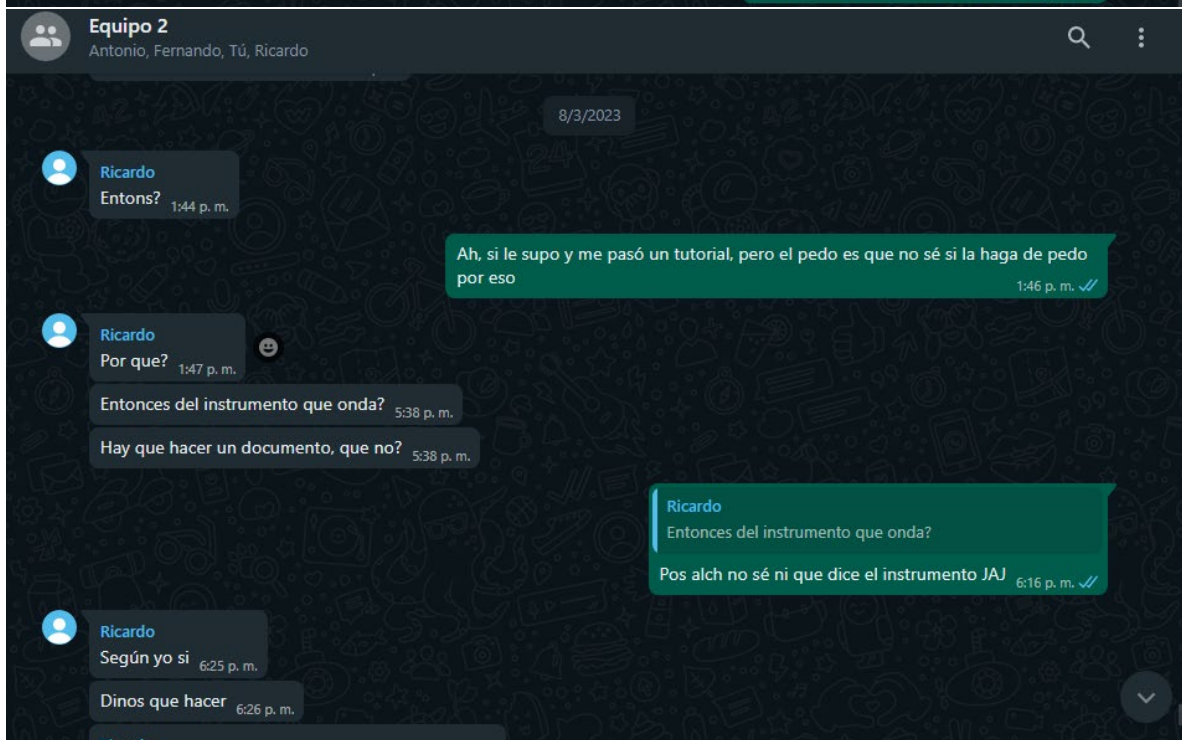 Equipo 2
Antonio, Fernando, Tú, Ricardo
8/3/2023
Ricardo
Entons? 1:44 p. m.
Ah, si le supo y me pasó un tutorial, pero el pedo es que no sé si la haga de pedo
por eso 1:46 p. m.
Ricardo
Por que? 1:47 p. m.
Entonces del instrumento que onda? 5:38 p. m.
Hay que hacer un documento, que no? 5:38 p. m.
Ricardo
Entonces del instrumento que onda?
Pos alch no sé ni que dice el instrumento JAJ 6:16 p. m.
Ricardo
Según yo si 6:25 p. m.
Dinos que hacer 6:26 p. m.